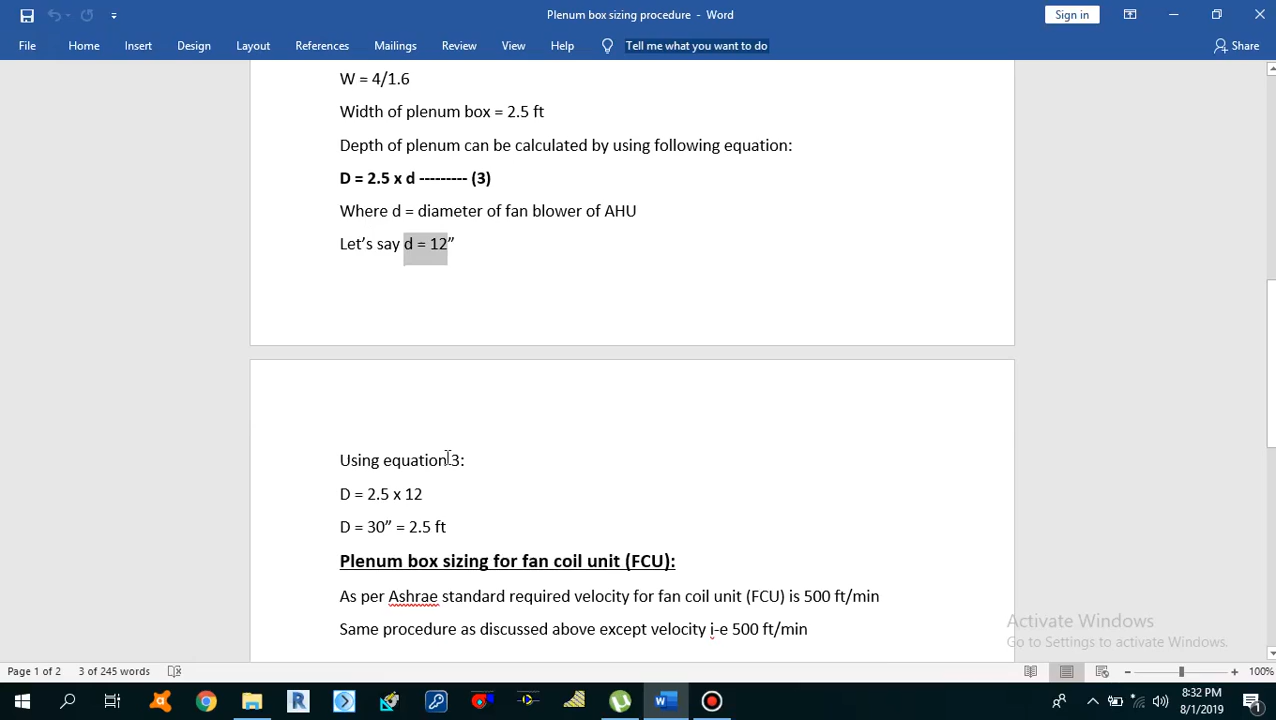 Plenum box sizing procedure - Word
Sign in
File Home Insert Design Layout References Mailings Review View Help Tell me what you want to do Share
W = 4/1.6
Width of plenum box = 2.5 ft
Depth of plenum can be calculated by using following equation:
D = 2.5 x d --------- (3)
Where d = diameter of fan blower of AHU
Let’s say d = 12”
Using equation 3:
D = 2.5 x 12
D = 30” = 2.5 ft
Plenum box sizing for fan coil unit (FCU):
As per Ashrae standard required velocity for fan coil unit (FCU) is 500 ft/min
Same procedure as discussed above except velocity i-e 500 ft/min
Activate Windows
Go to Settings to activate Windows.
Page 1 of 2 3 of 245 words 100%
8:32 PM
8/1/2019